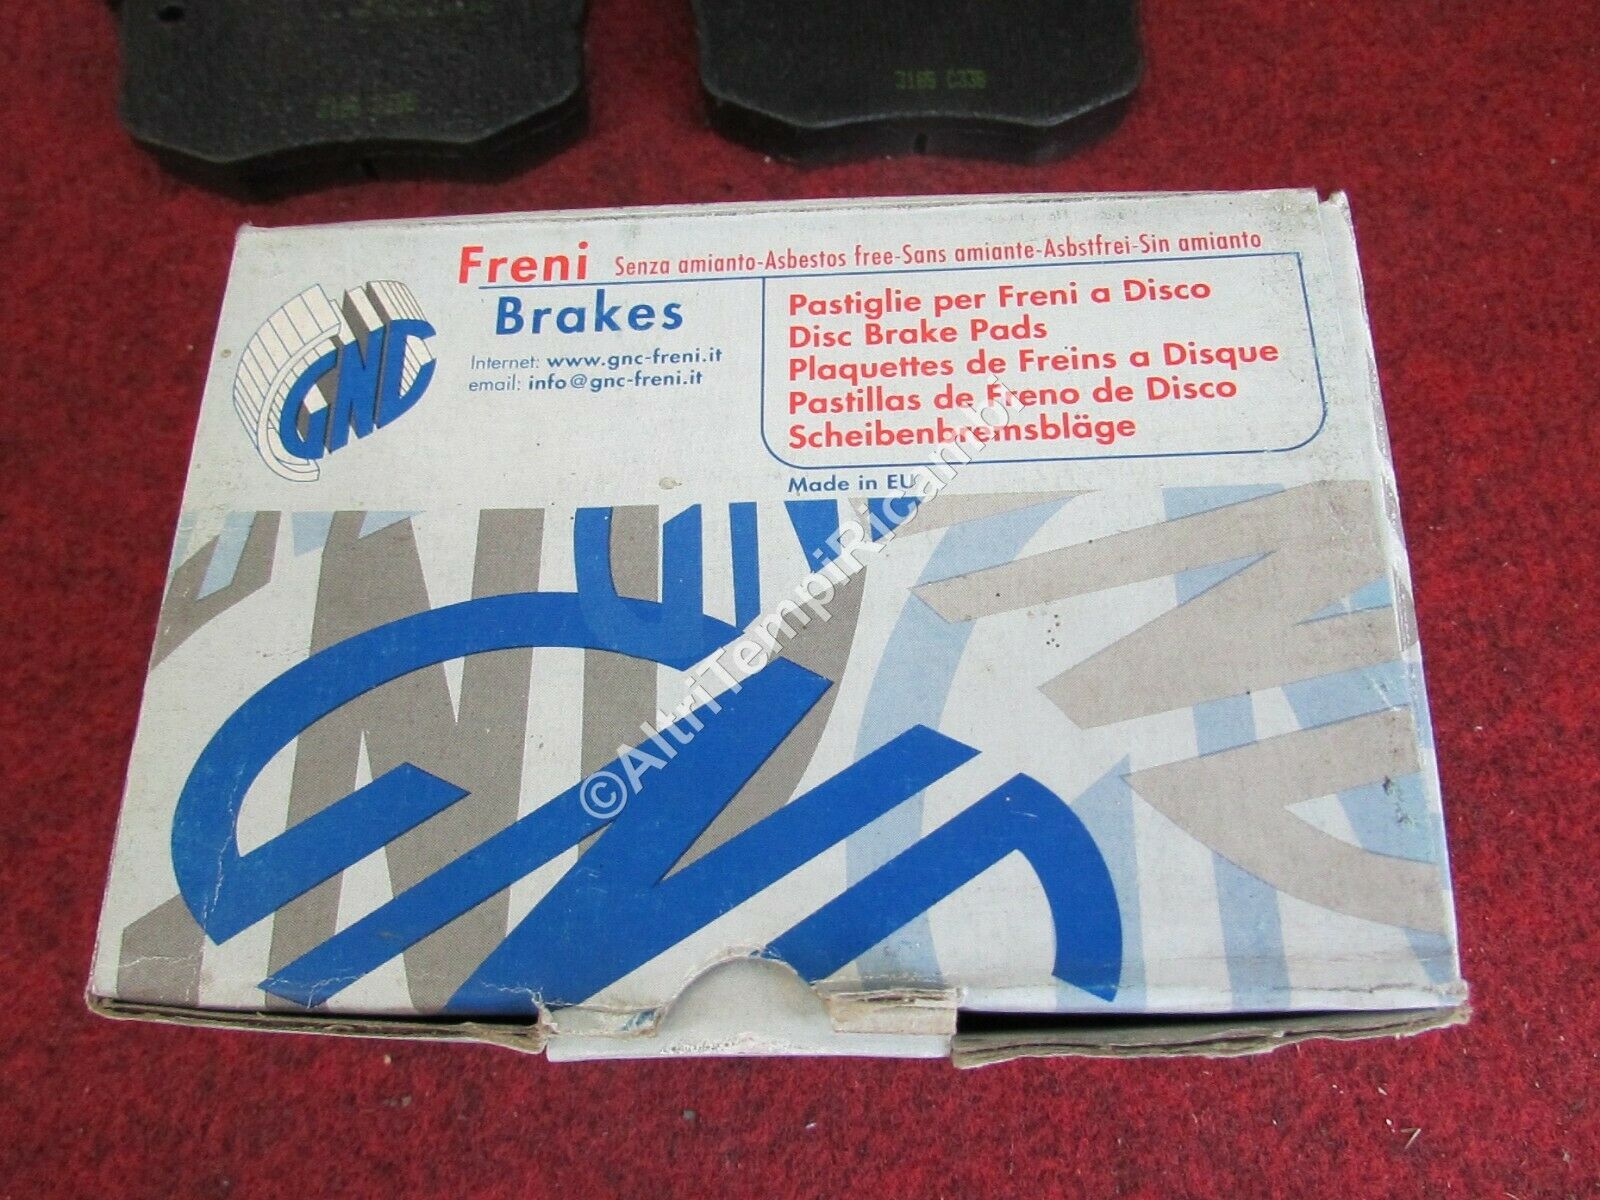 3165 C338
3165 C338
Freni Senza amianto-Asbestos free-Sans amiante-Asbstfrei-Sin amianto
Brakes
Internet: www.gnc-freni.it
email: info@gnc-freni.it
GNC
Pastiglie per Freni a Disco
Disc Brake Pads
Plaquettes de Freins a Disque
Pastillas de Freno de Disco
Scheibenbremsbläge
Made in EU
©AltriTempiRicambi